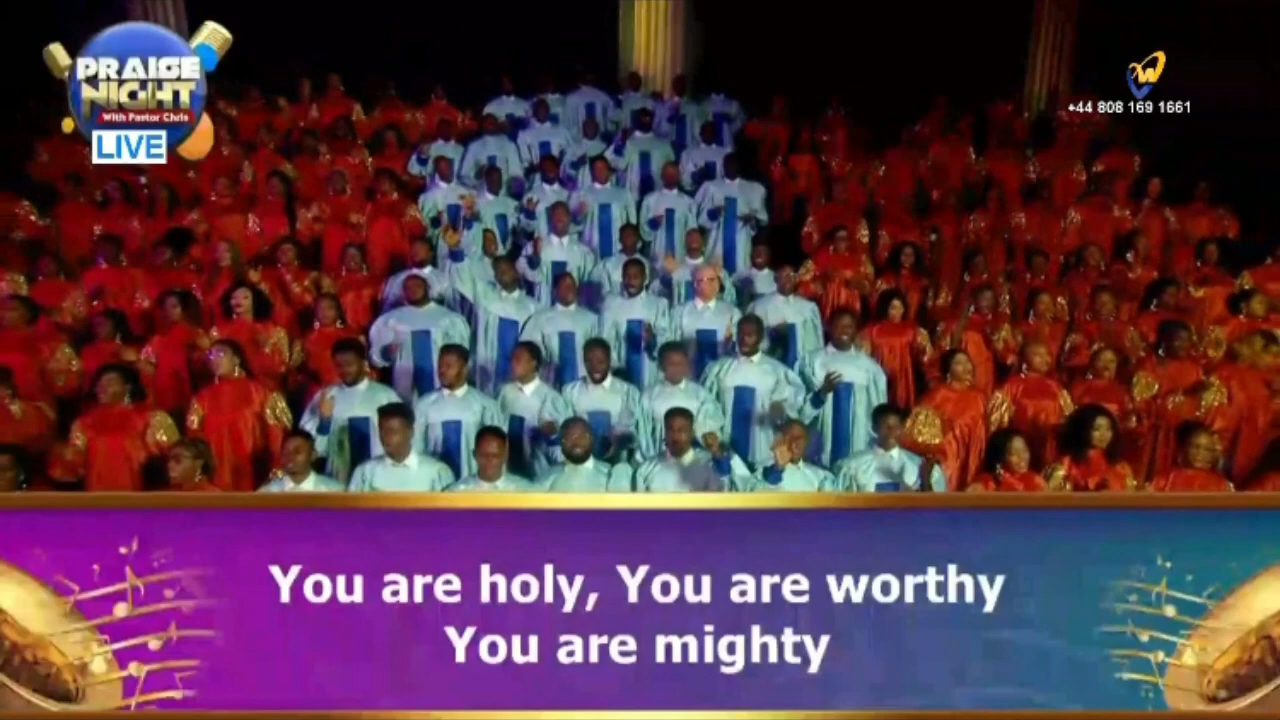 PRAISE
NIGHT
With Pastor Chris
LIVE
W
+44 808 169 1661
You are holy, You are worthy
You are mighty